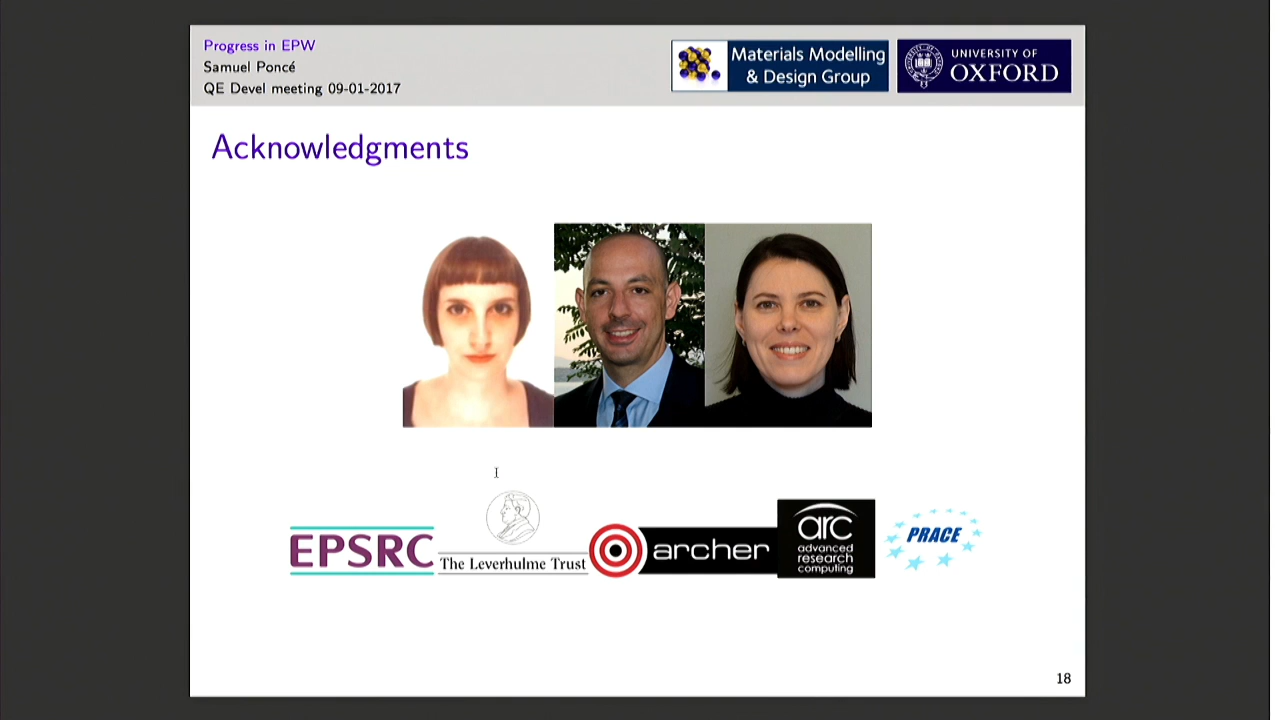 Progress in EPW
Samuel Poncé
QE Devel meeting 09-01-2017
Materials Modelling
& Design Group
UNIVERSITY OF
OXFORD
Acknowledgments
EPSRC
The Leverhulme Trust
archer
arc
advanced
research
computing
PRACE
18